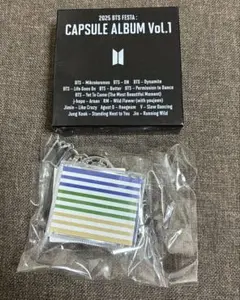 2025 BTS FESTA :
CAPSULE ALBUM Vol.1
BTS - Mikrokosmos BTS - ON BTS - Dynamite
BTS - Life Goes On BTS - Butter BTS - Permission to Dance
BTS - Yet To Come (The Most Beautiful Moment)
j-hope - Arson RM - Wild Flower (with youjeen)
Jimin - Like Crazy Agust D - Haegeum V - Slow Dancing
Jung Kook - Standing Next to You Jin - Running Wild